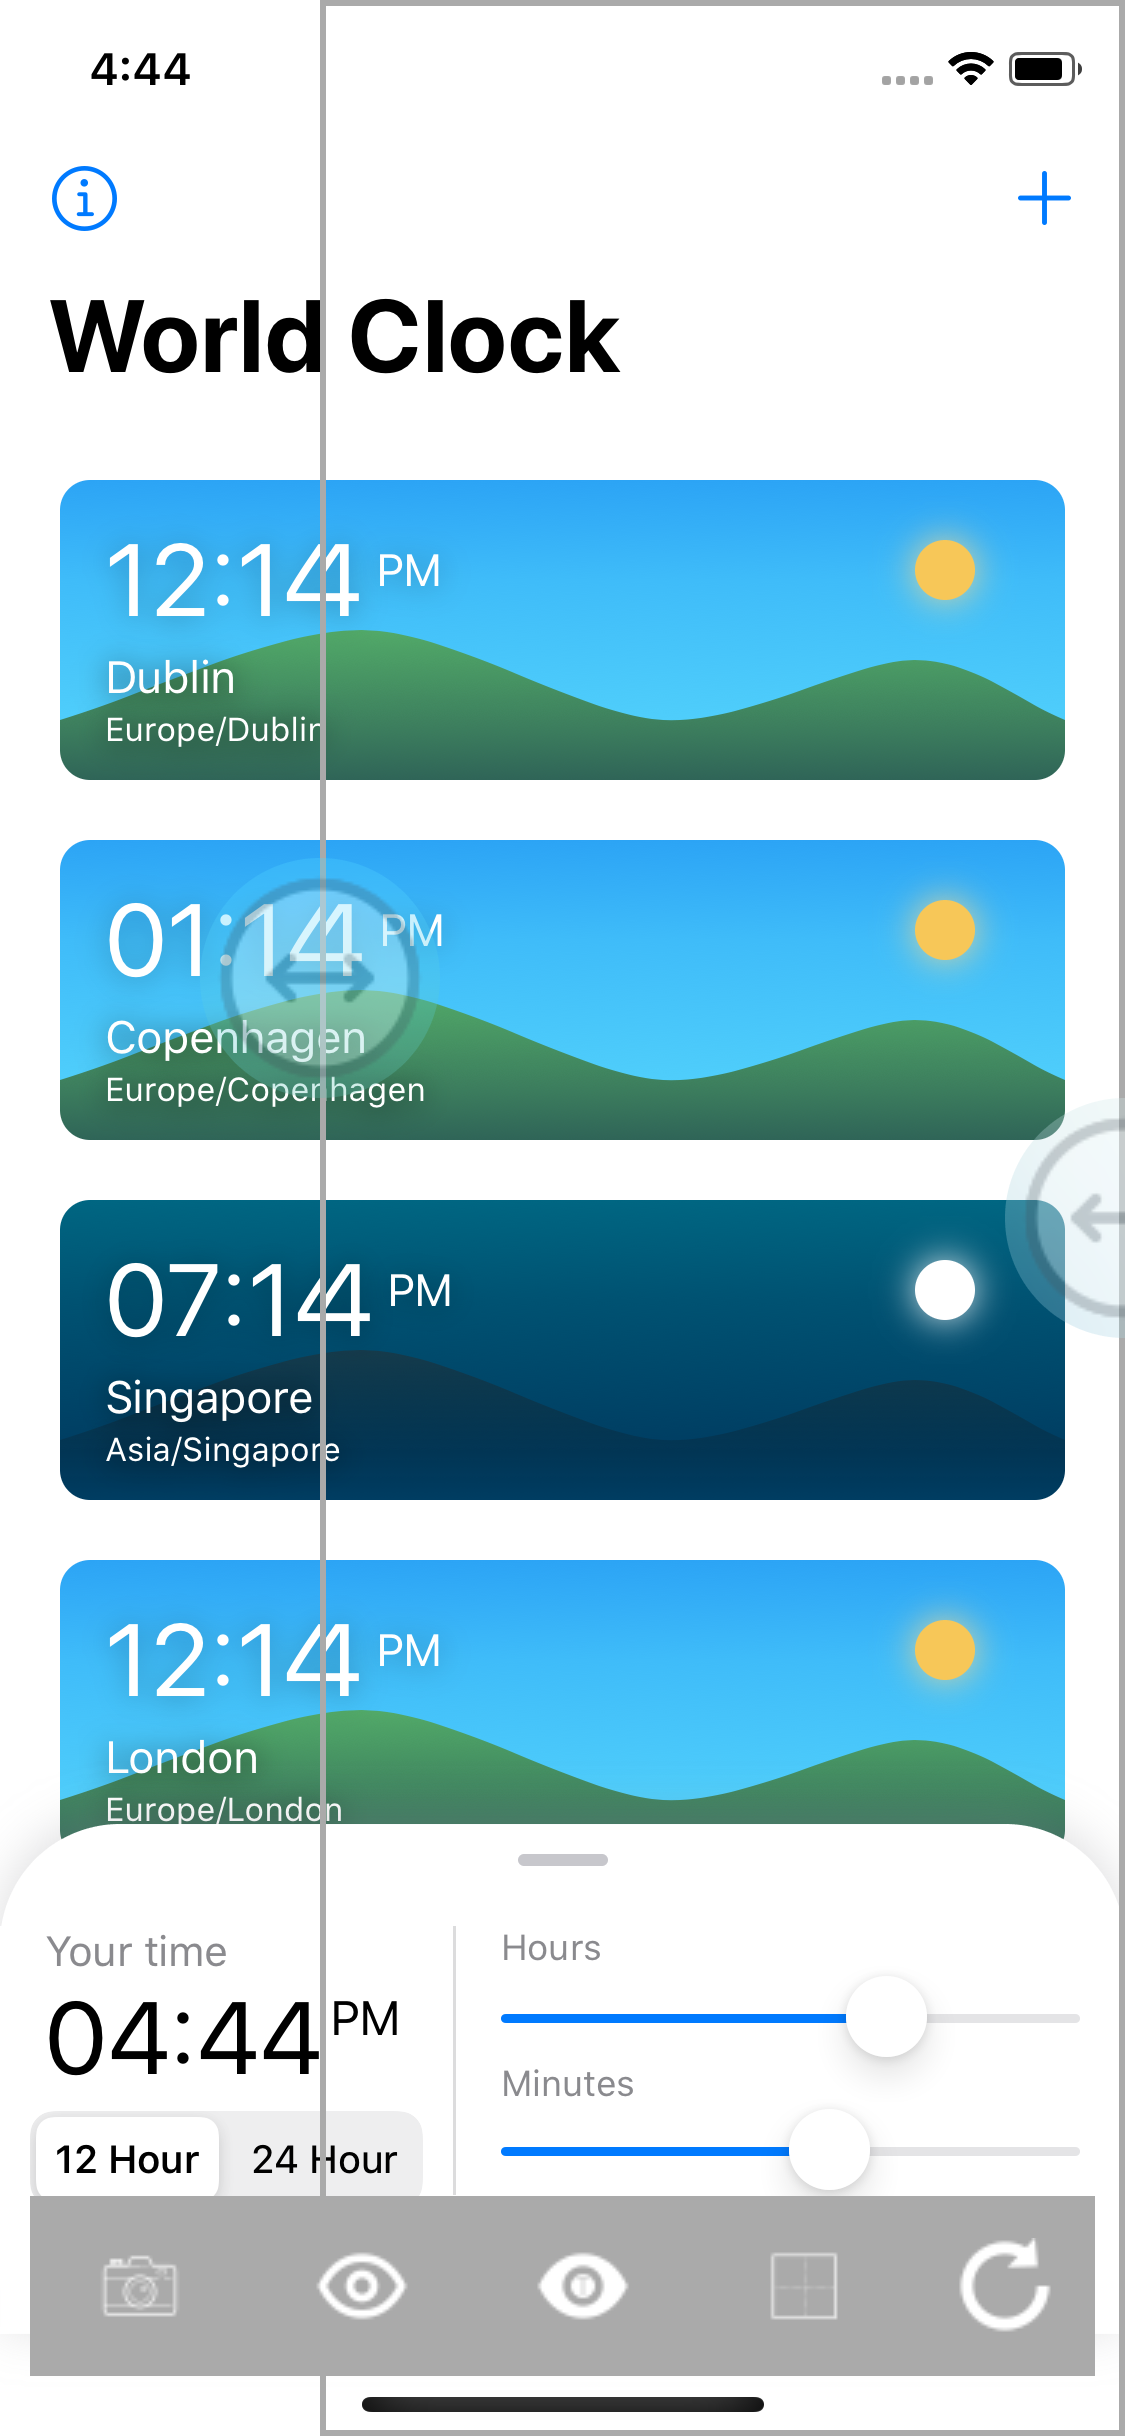 4:44
World Clock
12:14 PM
Dublin
Europe/Dublin
01:14 PM
Copenhagen
Europe/Copenhagen
07:14 PM
Singapore
Asia/Singapore
12:14 PM
London
Europe/London
Your time
04:44 PM
12 Hour 24 Hour
Hours
Minutes